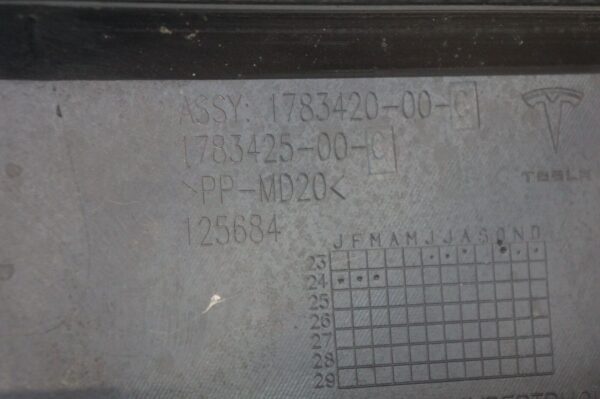 ASSY: 1783420-00-C
1783425-00-C
>PP-MD20<
125684
TESLA
J F M A M J J A S O N D
23
24
25
26
27
28
29